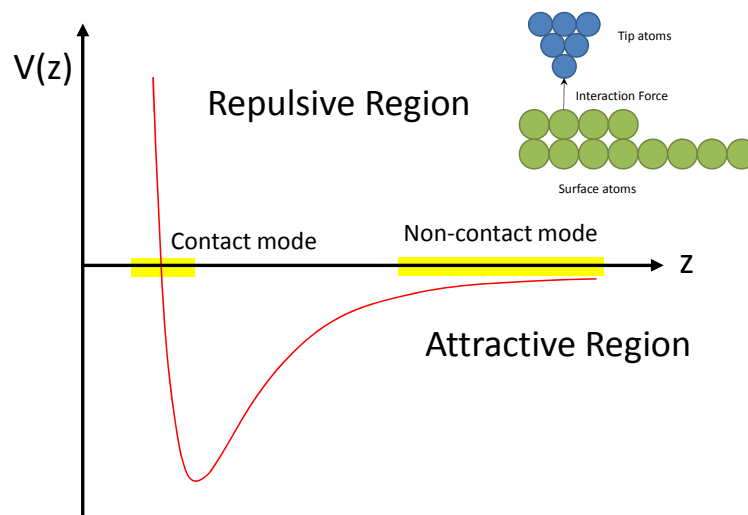 V(z)
Tip atoms
Repulsive Region
Interaction Force
Surface atoms
Contact mode
Non-contact mode
z
Attractive Region